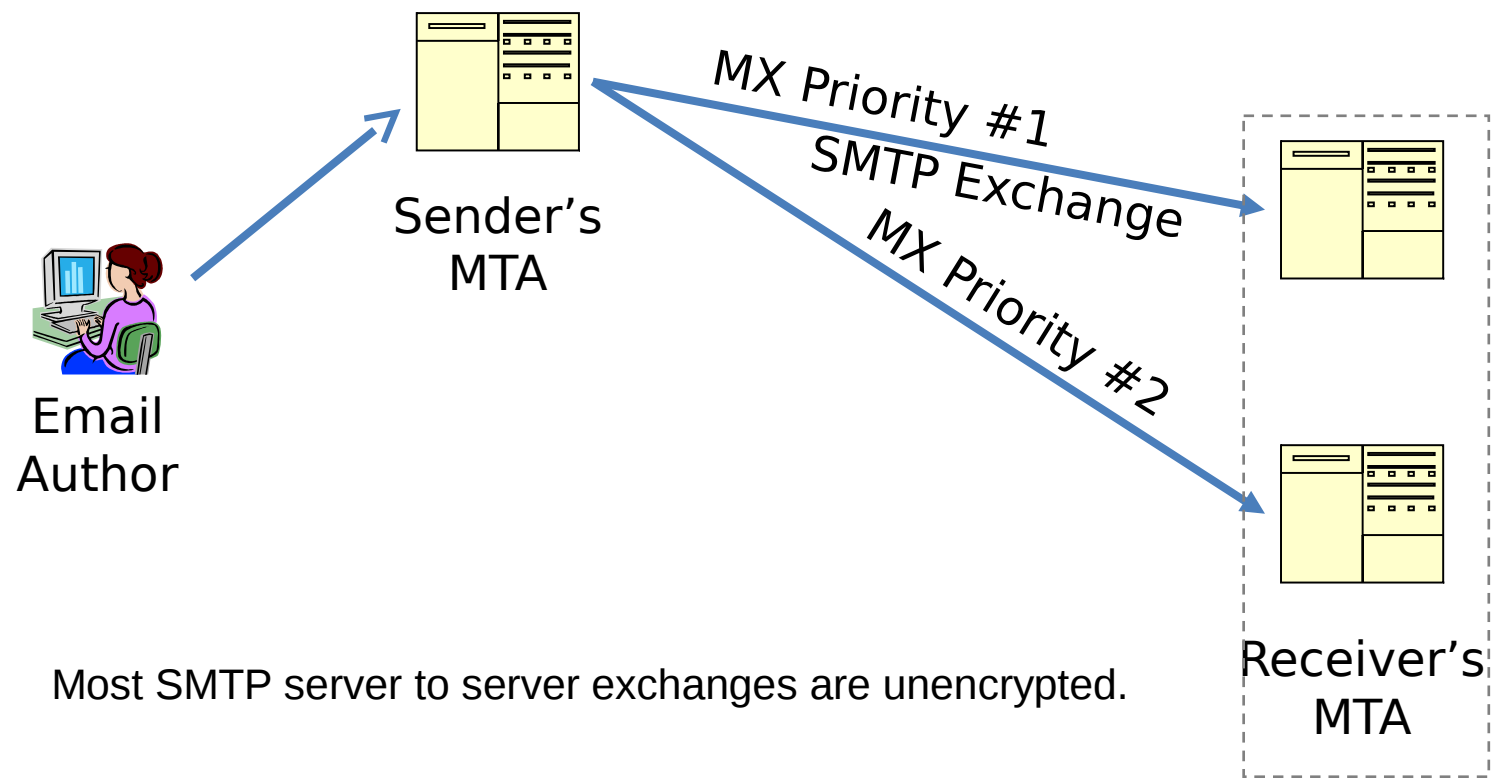 MX Priority #1
SMTP Exchange
MX Priority #2
Sender’s
MTA
Email
Author
Receiver’s
MTA
Most SMTP server to server exchanges are unencrypted.